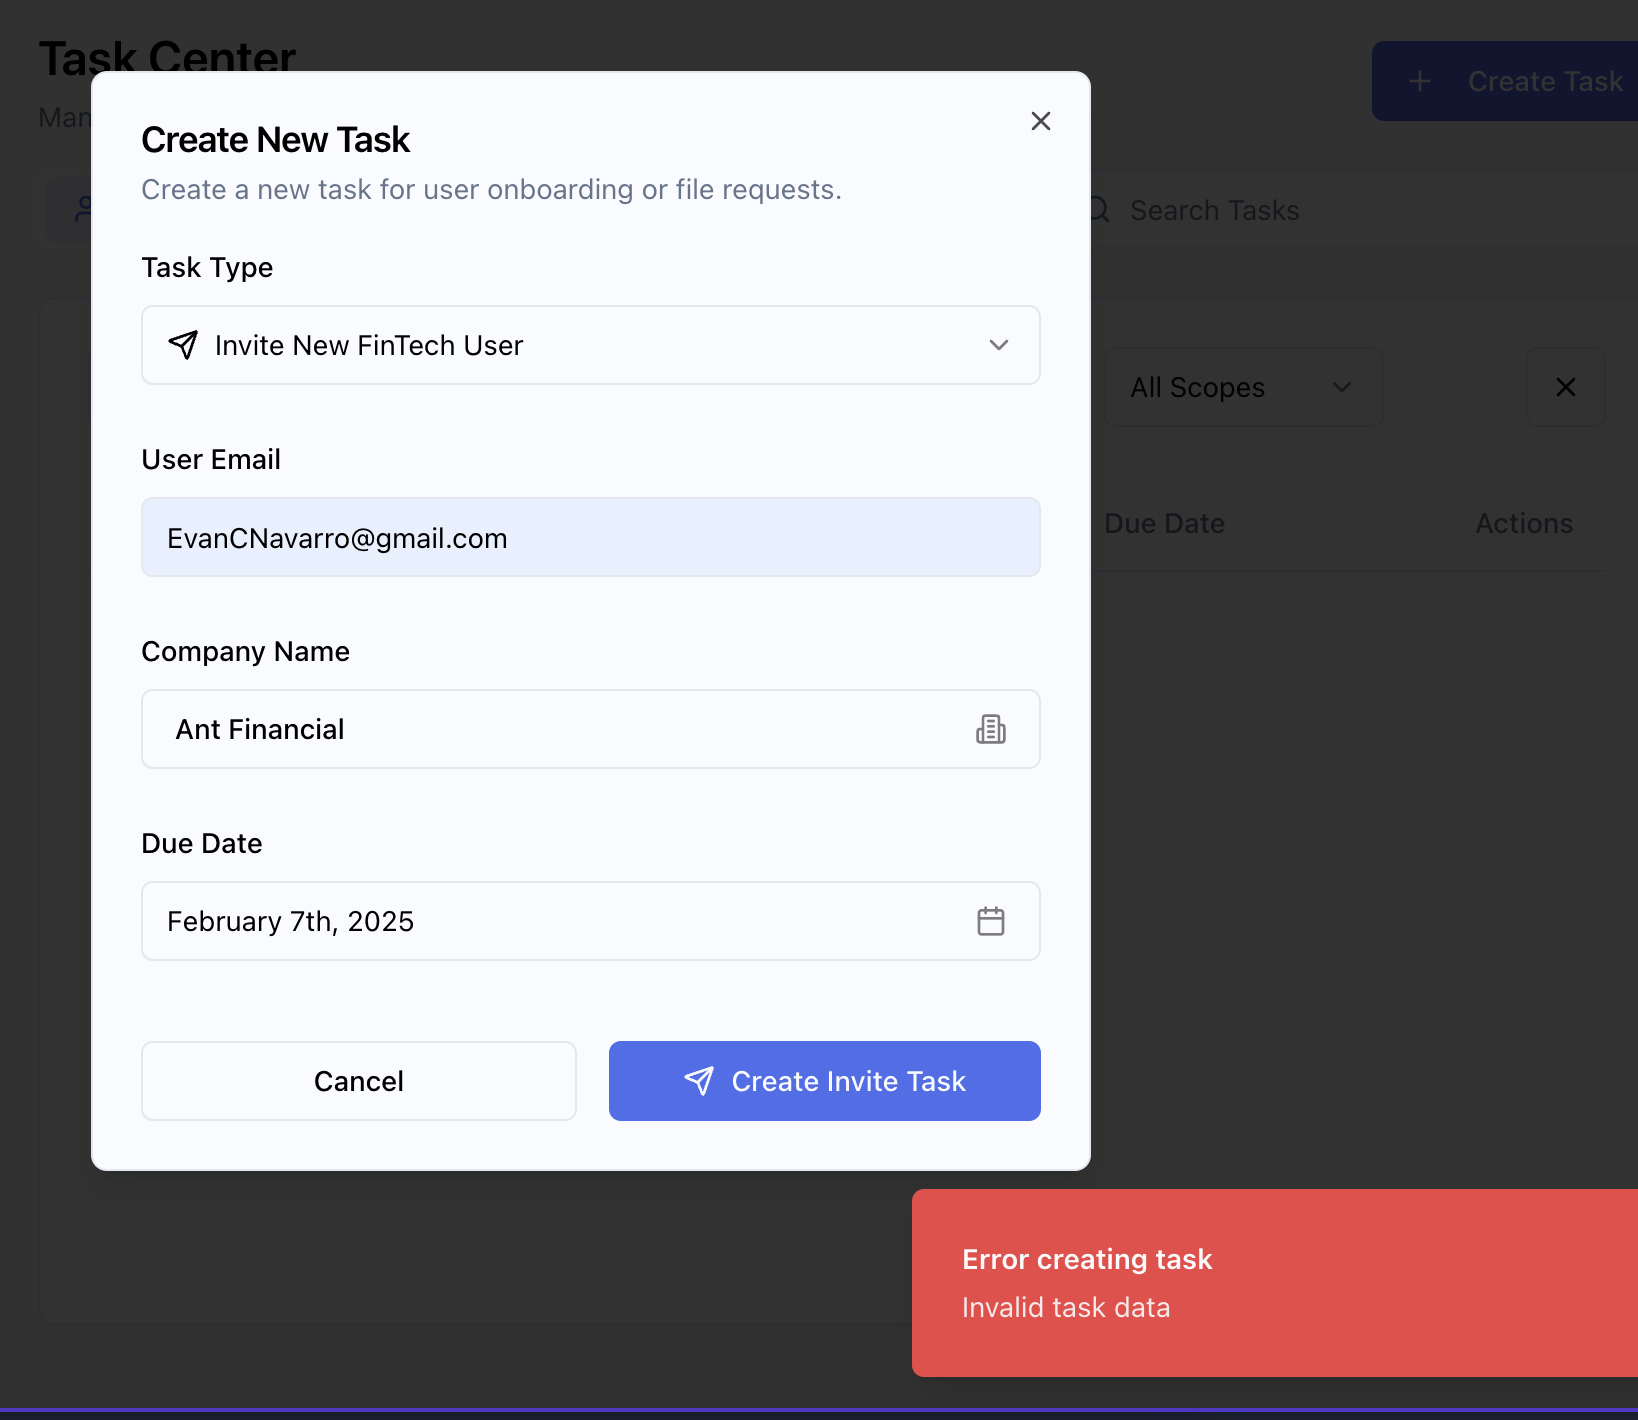 Task Center
Create Task
Man
Search Tasks
All Scopes
Due Date
Actions
Create New Task
Create a new task for user onboarding or file requests.
Task Type
Invite New FinTech User
User Email
EvanCNavarro@gmail.com
Company Name
Ant Financial
Due Date
February 7th, 2025
Cancel
Create Invite Task
Error creating task
Invalid task data